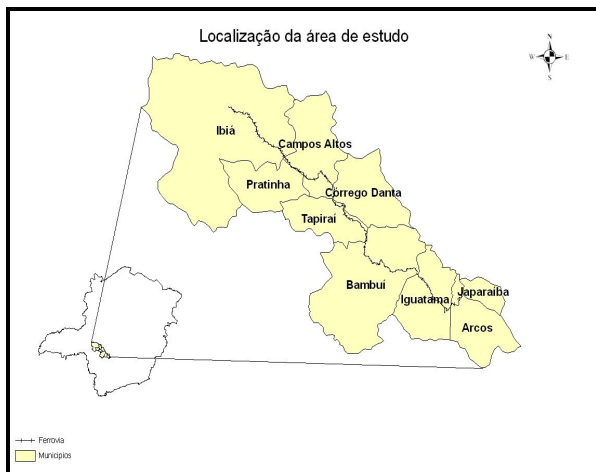 Localização da área de estudo
N
W E
S
Ibiá
Campos Altos
Pratinha
Córrego Danta
Tapiraí
Bambuí
Iguatama
Japaraíba
Arcos
Ferrovia
Municípios